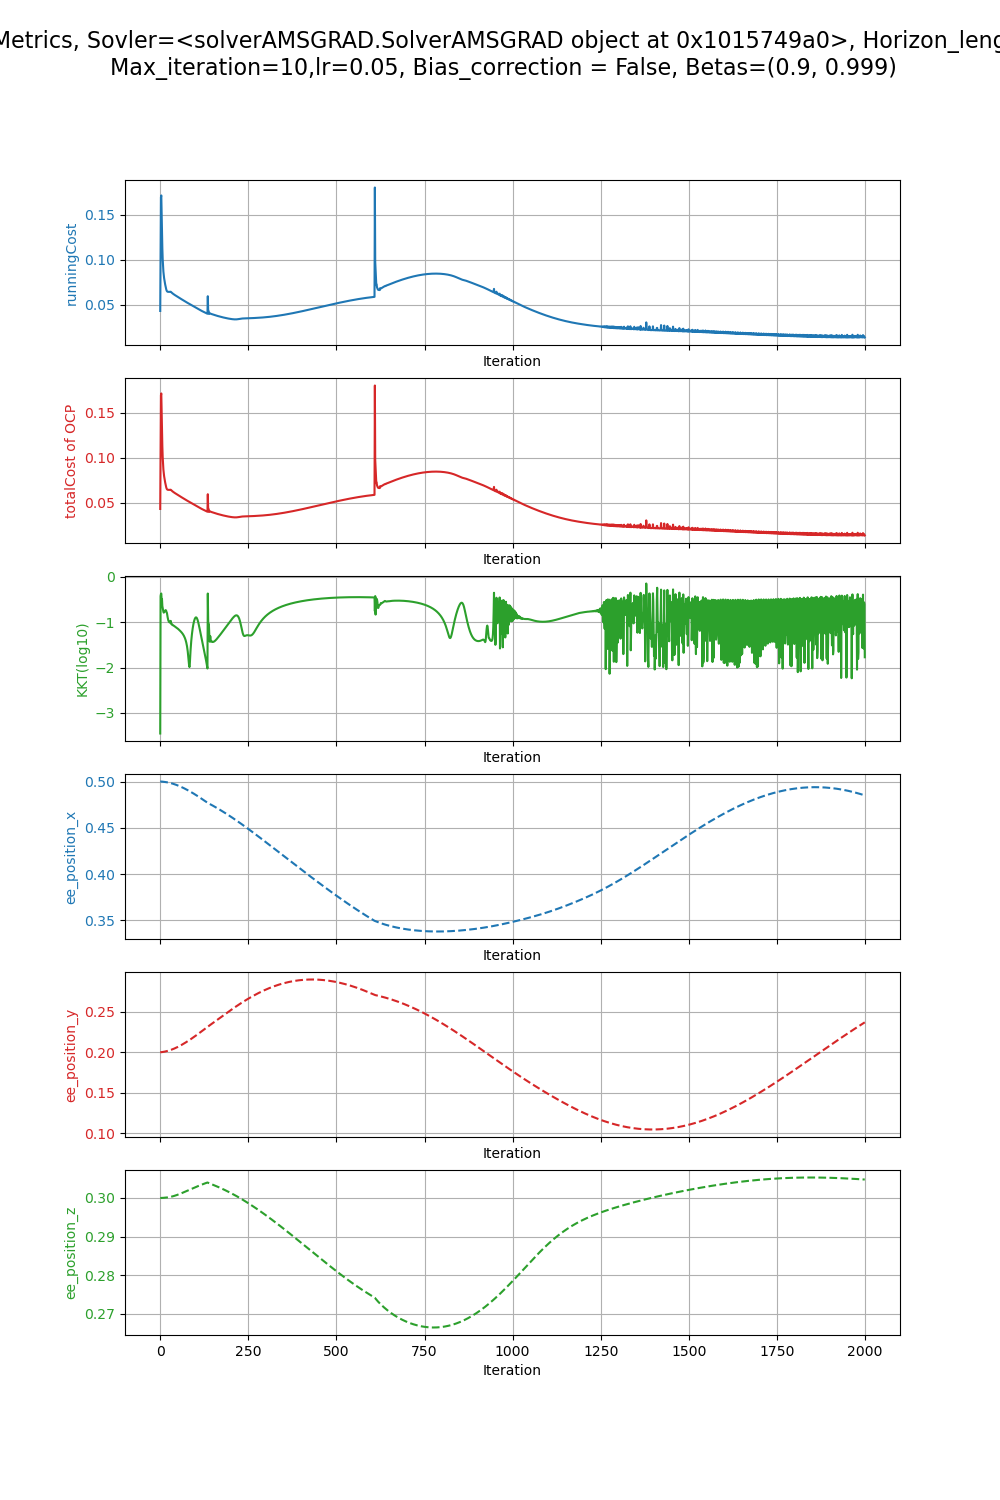 Metrics, Sovler=<solverAMSGRAD.SolverAMSGRAD object at 0x1015749a0>, Horizon_leng
Max_iteration=10,lr=0.05, Bias_correction = False, Betas=(0.9, 0.999)
runningCost
0.15
0.10
0.05
Iteration
totalCost of OCP
0.15
0.10
0.05
Iteration
KKT(log10)
0
−1
−2
−3
Iteration
ee_position_x
0.50
0.45
0.40
0.35
Iteration
ee_position_y
0.25
0.20
0.15
0.10
Iteration
ee_position_z
0.30
0.29
0.28
0.27
0 250 500 750 1000 1250 1500 1750 2000
Iteration